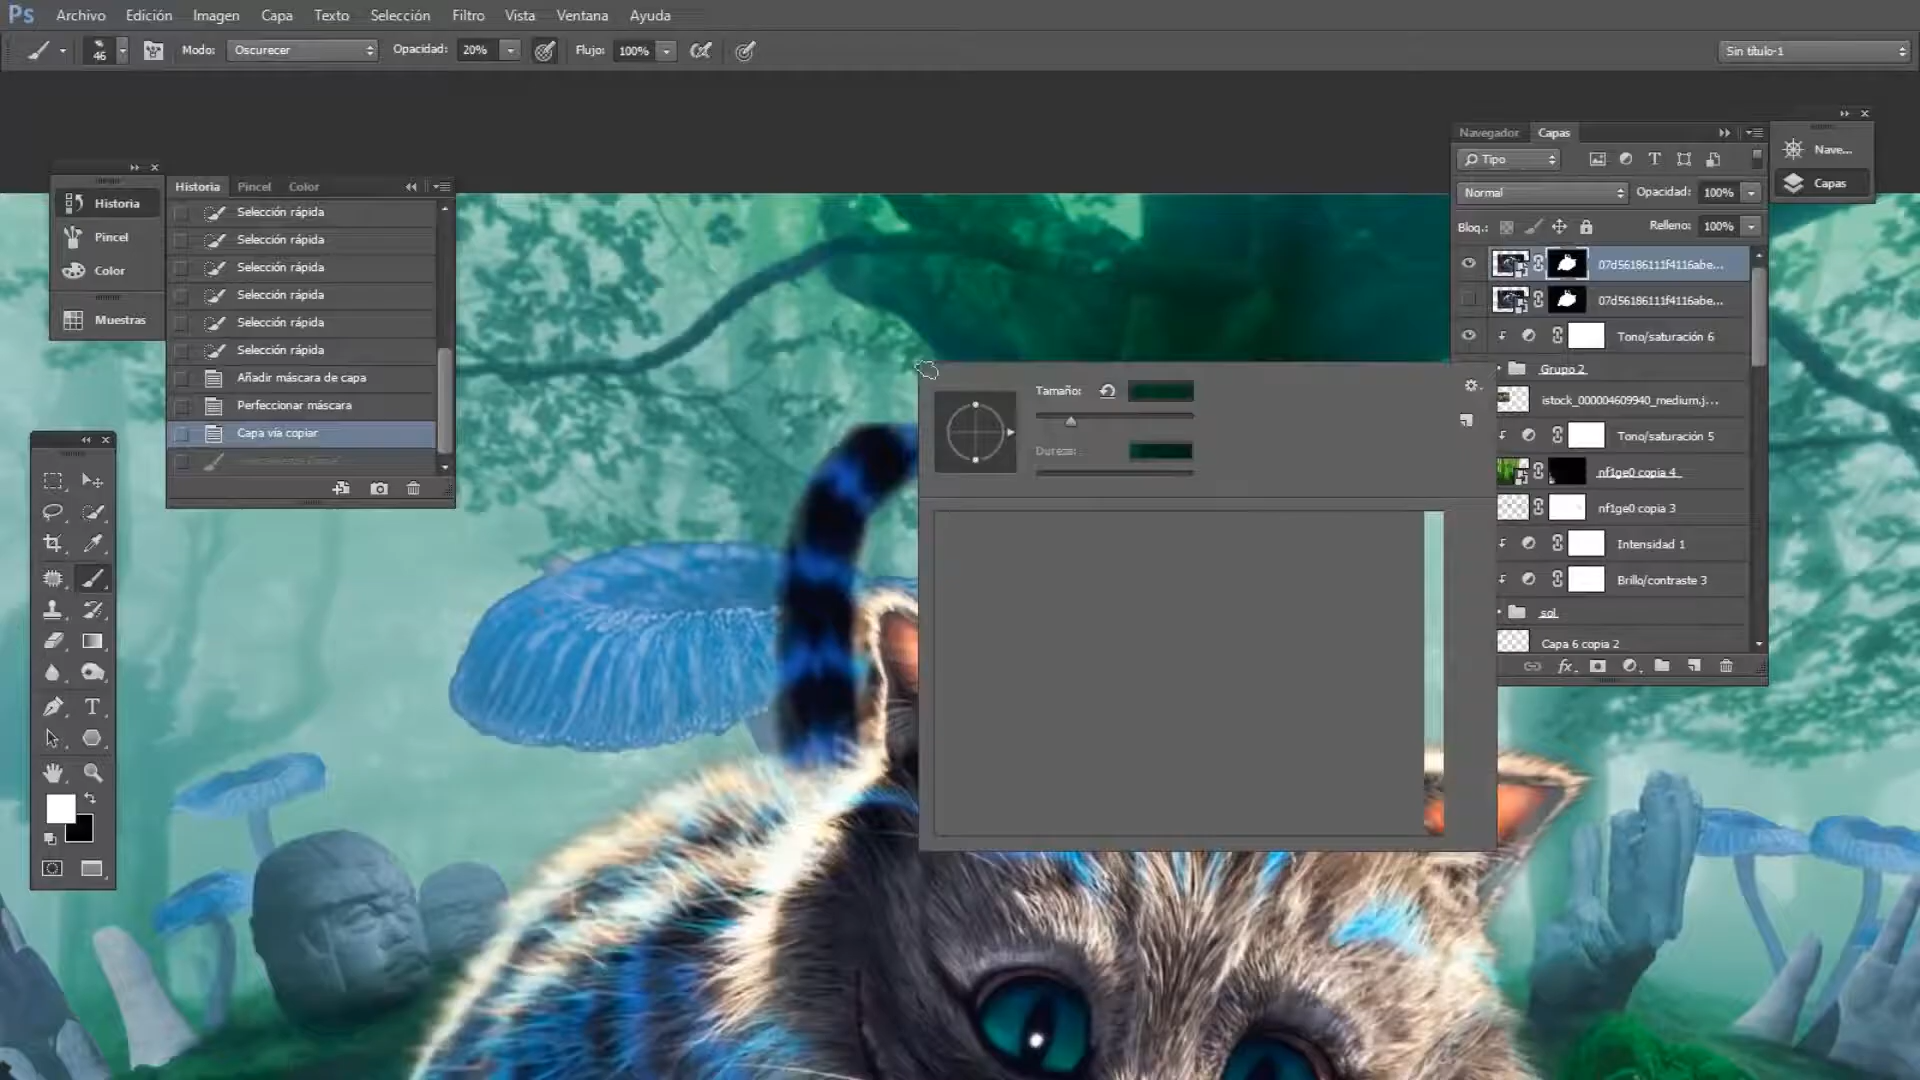 Ps Archivo Edición Imagen Capa Texto Selección Filtro Vista Ventana Ayuda
46 Modo: Oscurecer Opacidad: 20% Flujo: 100% Sin título-1
Historia
Pincel
Color
Muestras
Historia Pincel Color
Selección rápida
Selección rápida
Selección rápida
Selección rápida
Selección rápida
Selección rápida
Añadir máscara de capa
Perfeccionar máscara
Capa vía copiar
Tamaño:
Dureza:
Navegador Capas
Tipo
Normal Opacidad: 100%
Bloq.: Relleno: 100%
07d56186111f4116abe...
07d56186111f4116abe...
Tono/saturación 6
Grupo 2
istock_000004609940_medium.j...
Tono/saturación 5
nf1ge0 copia 4
nf1ge0 copia 3
Intensidad 1
Brillo/contraste 3
sol
Capa 6 copia 2
fx
Nave...
Capas